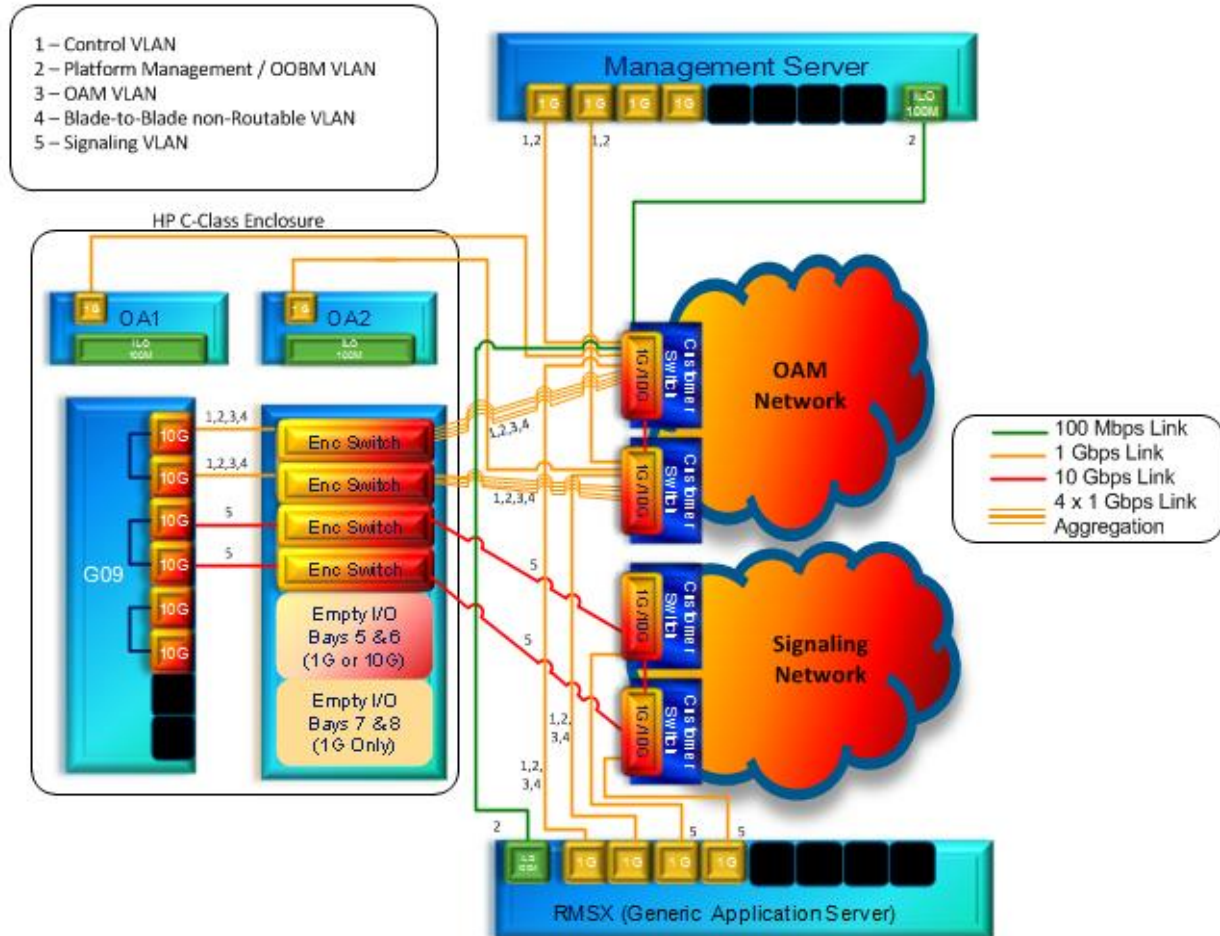 1 – Control VLAN
2 – Platform Management / OOBM VLAN
3 – OAM VLAN
4 – Blade-to-Blade non-Routable VLAN
5 – Signaling VLAN
Management Server
1G
1G
1G
1G
ILO
100M
1,2
1,2
2
HP C-Class Enclosure
1G
OA1
ILO
100M
1G
OA2
ILO
100M
G09
10G
10G
10G
10G
10G
10G
1,2,3,4
1,2,3,4
5
5
Enc Switch
Enc Switch
Enc Switch
Enc Switch
Empty I/O
Bays 5 & 6
(1G or 10G)
Empty I/O
Bays 7 & 8
(1G Only)
1,2,3,4
1,2,3,4
5
5
1G/10G
Customer
Switch
1G/10G
Customer
Switch
OAM
Network
1G/10G
Customer
Switch
1G/10G
Customer
Switch
Signaling
Network
100 Mbps Link
1 Gbps Link
10 Gbps Link
4 x 1 Gbps Link
Aggregation
1,2,
3,4
1,2,
3,4
2
5
5
1G
1G
1G
1G
RMSX (Generic Application Server)